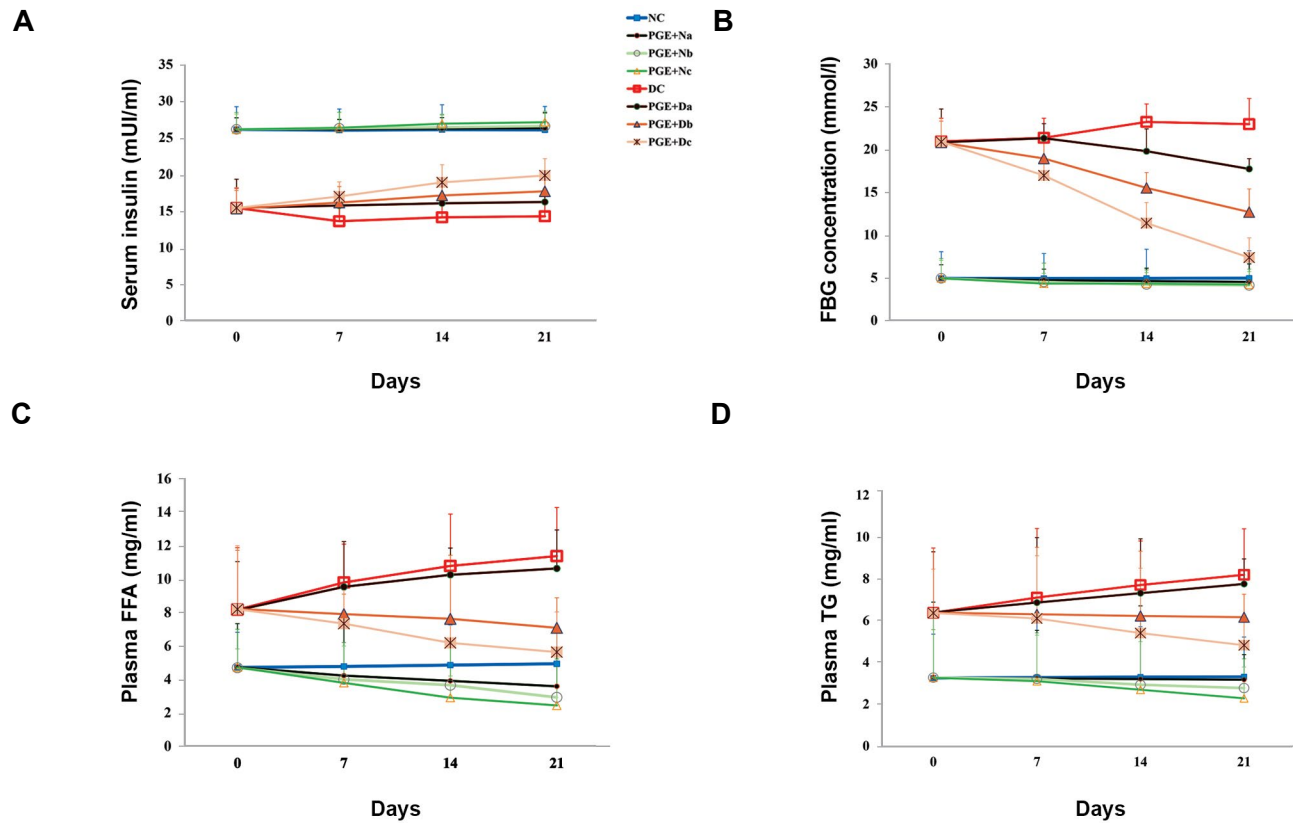 A
NC
PGE+Na
PGE+Nb
PGE+Nc
DC
PGE+Da
PGE+Db
PGE+Dc
Serum insulin (mUI/ml)
35
30
25
20
15
10
5
0
0 7 14 21
Days
B
FBG concentration (mmol/l)
30
25
20
15
10
5
0
0 7 14 21
Days
C
Plasma FFA (mg/ml)
16
14
12
10
8
6
4
2
0
0 7 14 21
Days
D
Plasma TG (mg/ml)
12
10
8
6
4
2
0
0 7 14 21
Days